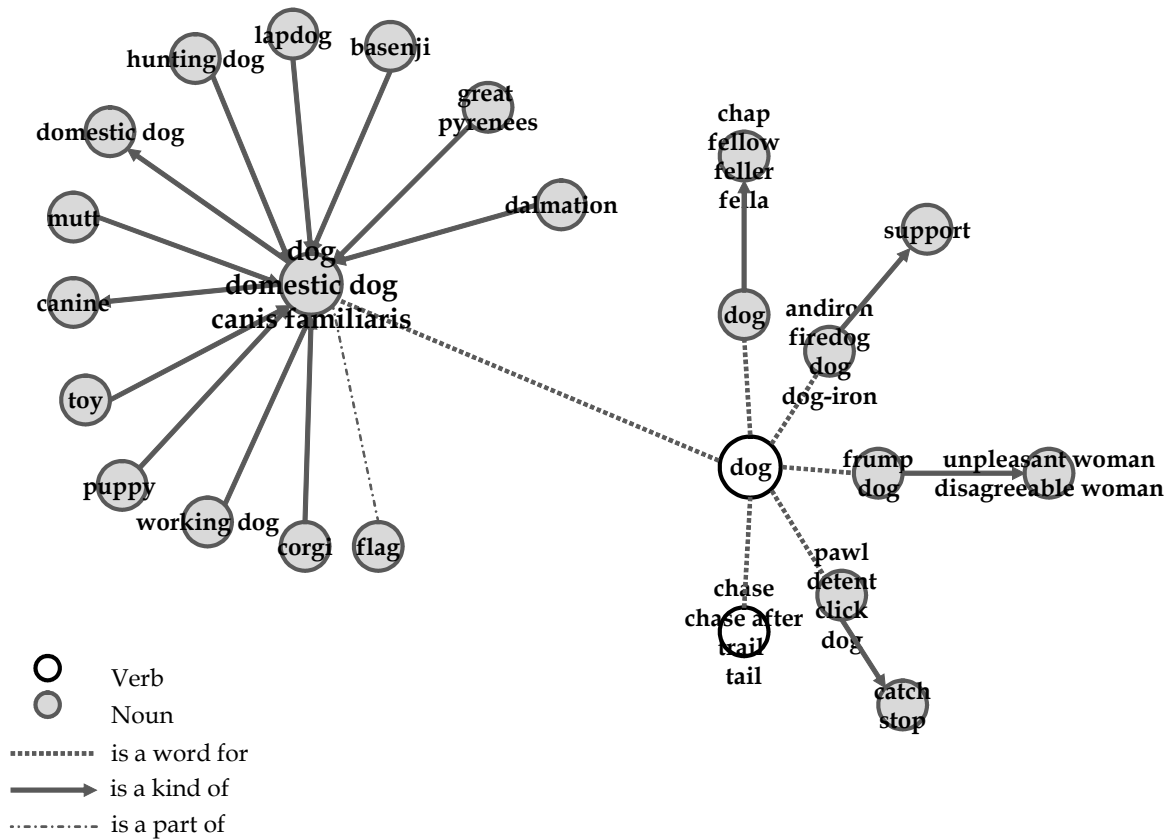 lapdog
basenji
hunting dog
great
pyrenees
domestic dog
mutt
dalmation
dog
domestic dog
canis familiaris
canine
toy
puppy
working dog
corgi
flag
chap
fellow
feller
fella
support
dog
andiron
firedog
dog
dog-iron
dog
frump
dog
unpleasant woman
disagreeable woman
pawl
detent
click
dog
chase
chase after
trail
tail
catch
stop
Verb
Noun
is a word for
is a kind of
is a part of